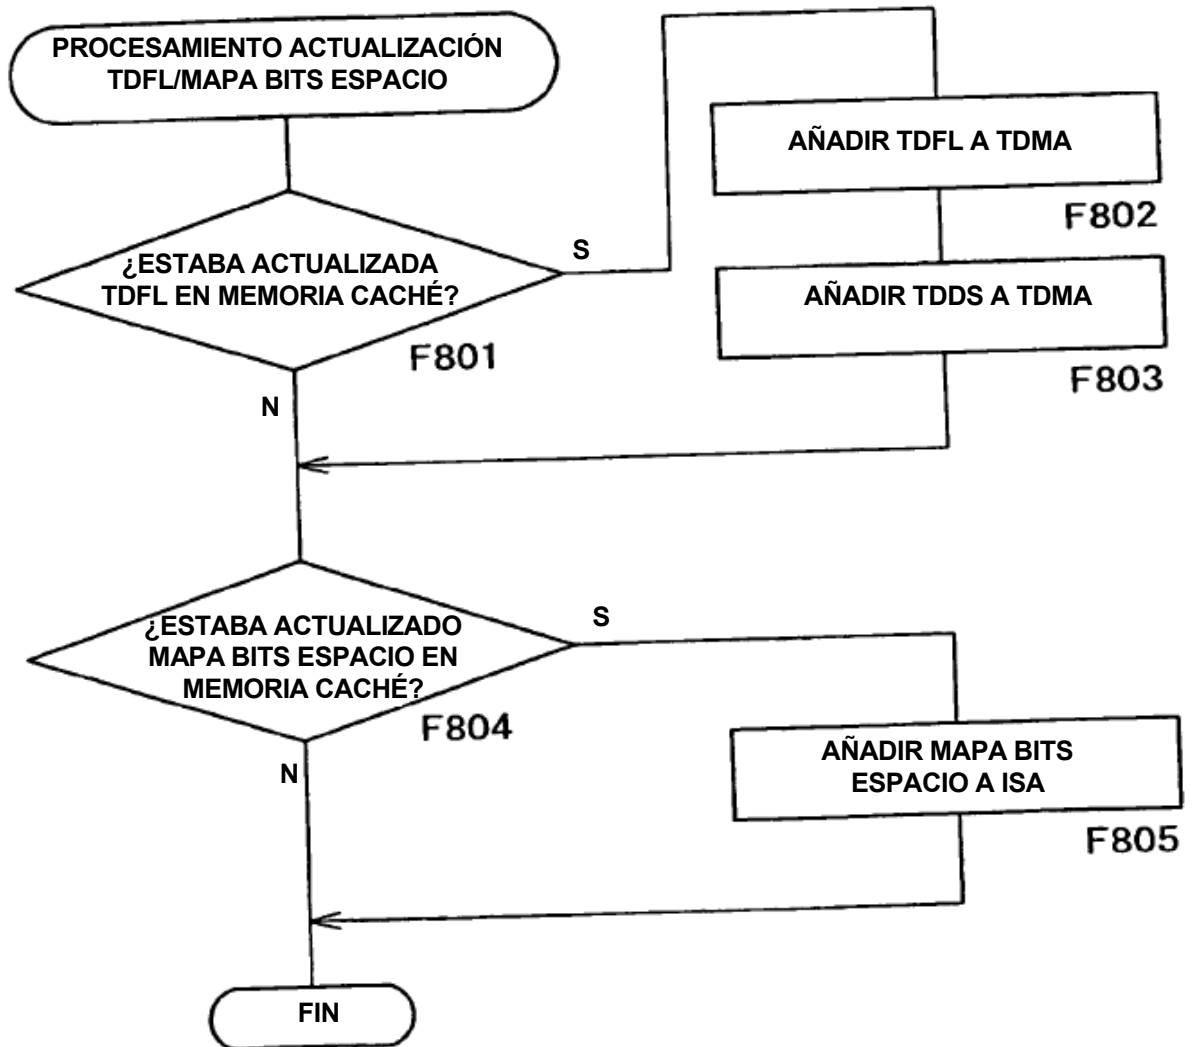 PROCESAMIENTO ACTUALIZACIÓN
TDFL/MAPA BITS ESPACIO
¿ESTABA ACTUALIZADA
TDFL EN MEMORIA CACHÉ?
F801
S
N
AÑADIR TDFL A TDMA
F802
AÑADIR TDDS A TDMA
F803
¿ESTABA ACTUALIZADO
MAPA BITS ESPACIO EN
MEMORIA CACHÉ?
F804
S
N
AÑADIR MAPA BITS
ESPACIO A ISA
F805
FIN